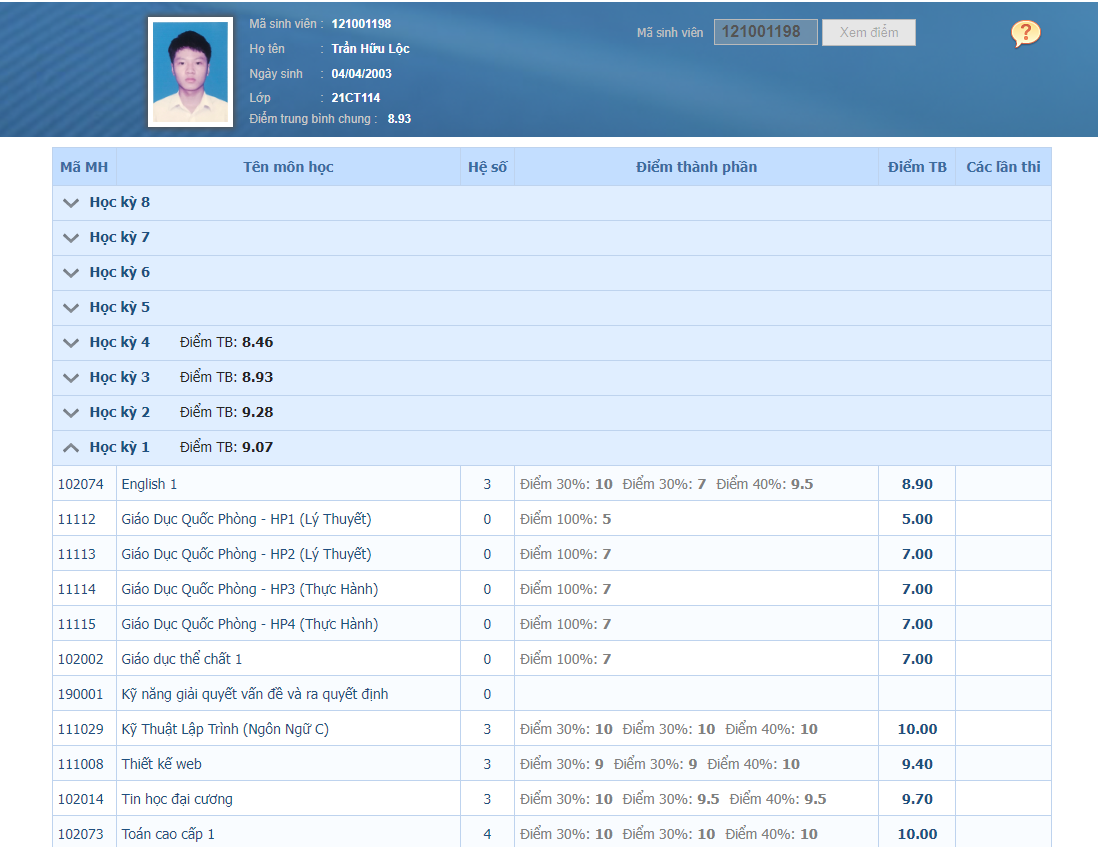 Mã sinh viên : 121001198
Họ tên : Trần Hữu Lộc
Ngày sinh : 04/04/2003
Lớp : 21CT114
Điểm trung bình chung : 8.93
Mã sinh viên 121001198 Xem điểm
?
Mã MH Tên môn học Hệ số Điểm thành phần Điểm TB Các lần thi
Học kỳ 8
Học kỳ 7
Học kỳ 6
Học kỳ 5
Học kỳ 4 Điểm TB: 8.46
Học kỳ 3 Điểm TB: 8.93
Học kỳ 2 Điểm TB: 9.28
Học kỳ 1 Điểm TB: 9.07
102074 English 1 3 Điểm 30%: 10 Điểm 30%: 7 Điểm 40%: 9.5 8.90
11112 Giáo Dục Quốc Phòng - HP1 (Lý Thuyết) 0 Điểm 100%: 5 5.00
11113 Giáo Dục Quốc Phòng - HP2 (Lý Thuyết) 0 Điểm 100%: 7 7.00
11114 Giáo Dục Quốc Phòng - HP3 (Thực Hành) 0 Điểm 100%: 7 7.00
11115 Giáo Dục Quốc Phòng - HP4 (Thực Hành) 0 Điểm 100%: 7 7.00
102002 Giáo dục thể chất 1 0 Điểm 100%: 7 7.00
190001 Kỹ năng giải quyết vấn đề và ra quyết định 0
111029 Kỹ Thuật Lập Trình (Ngôn Ngữ C) 3 Điểm 30%: 10 Điểm 30%: 10 Điểm 40%: 10 10.00
111008 Thiết kế web 3 Điểm 30%: 9 Điểm 30%: 9 Điểm 40%: 10 9.40
102014 Tin học đại cương 3 Điểm 30%: 10 Điểm 30%: 9.5 Điểm 40%: 9.5 9.70
102073 Toán cao cấp 1 4 Điểm 30%: 10 Điểm 30%: 10 Điểm 40%: 10 10.00